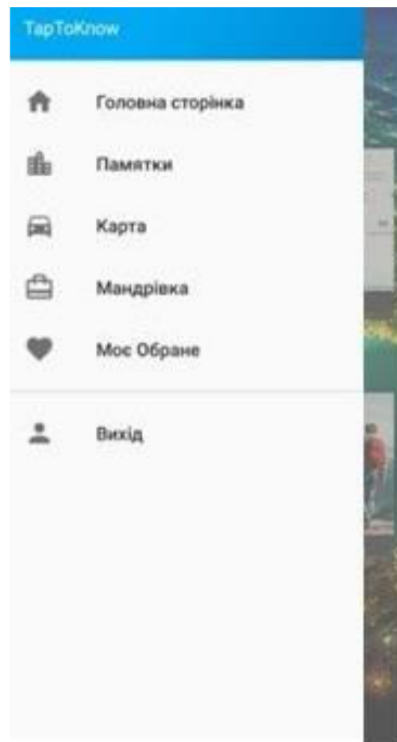 TapToKnow
Головна сторінка
Памятки
Карта
Мандрівка
Моє Обране
Вихід